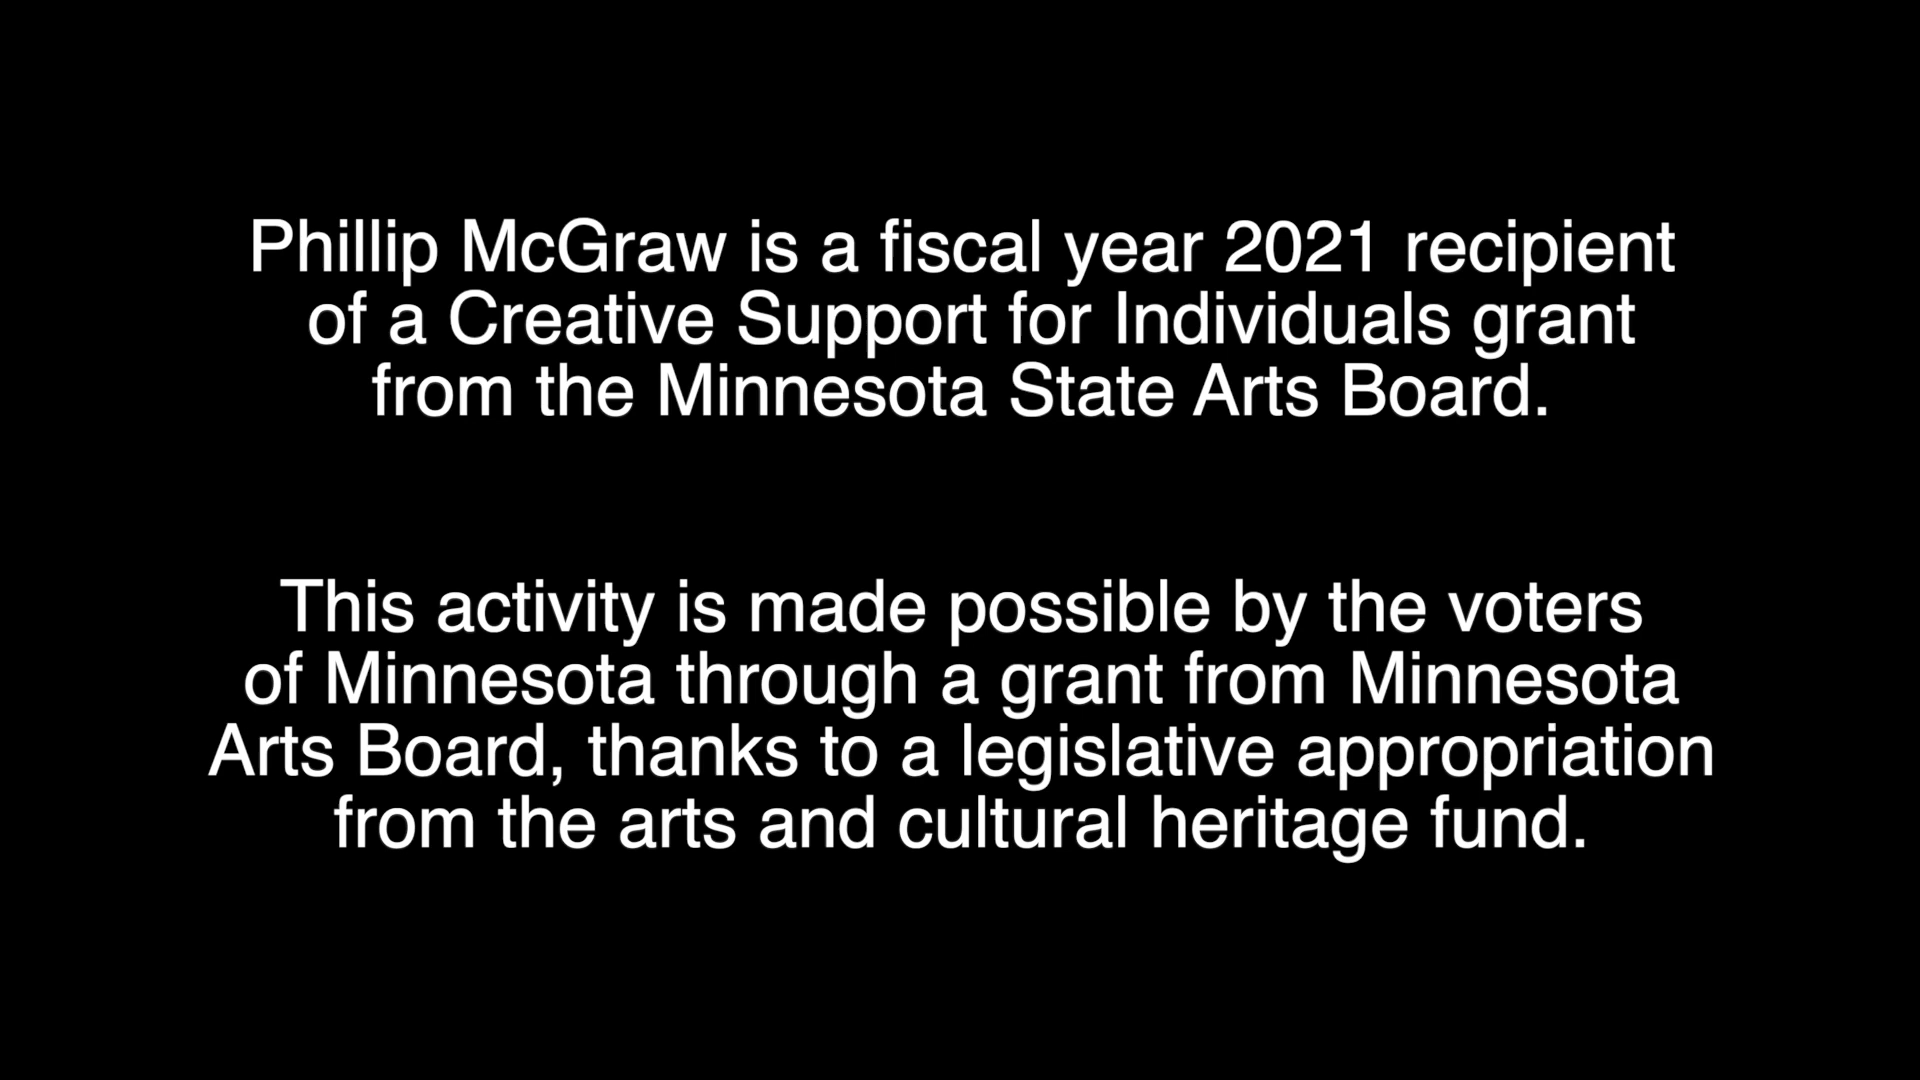 Phillip McGraw is a fiscal year 2021 recipient
of a Creative Support for Individuals grant
from the Minnesota State Arts Board.
This activity is made possible by the voters
of Minnesota through a grant from Minnesota
Arts Board, thanks to a legislative appropriation
from the arts and cultural heritage fund.